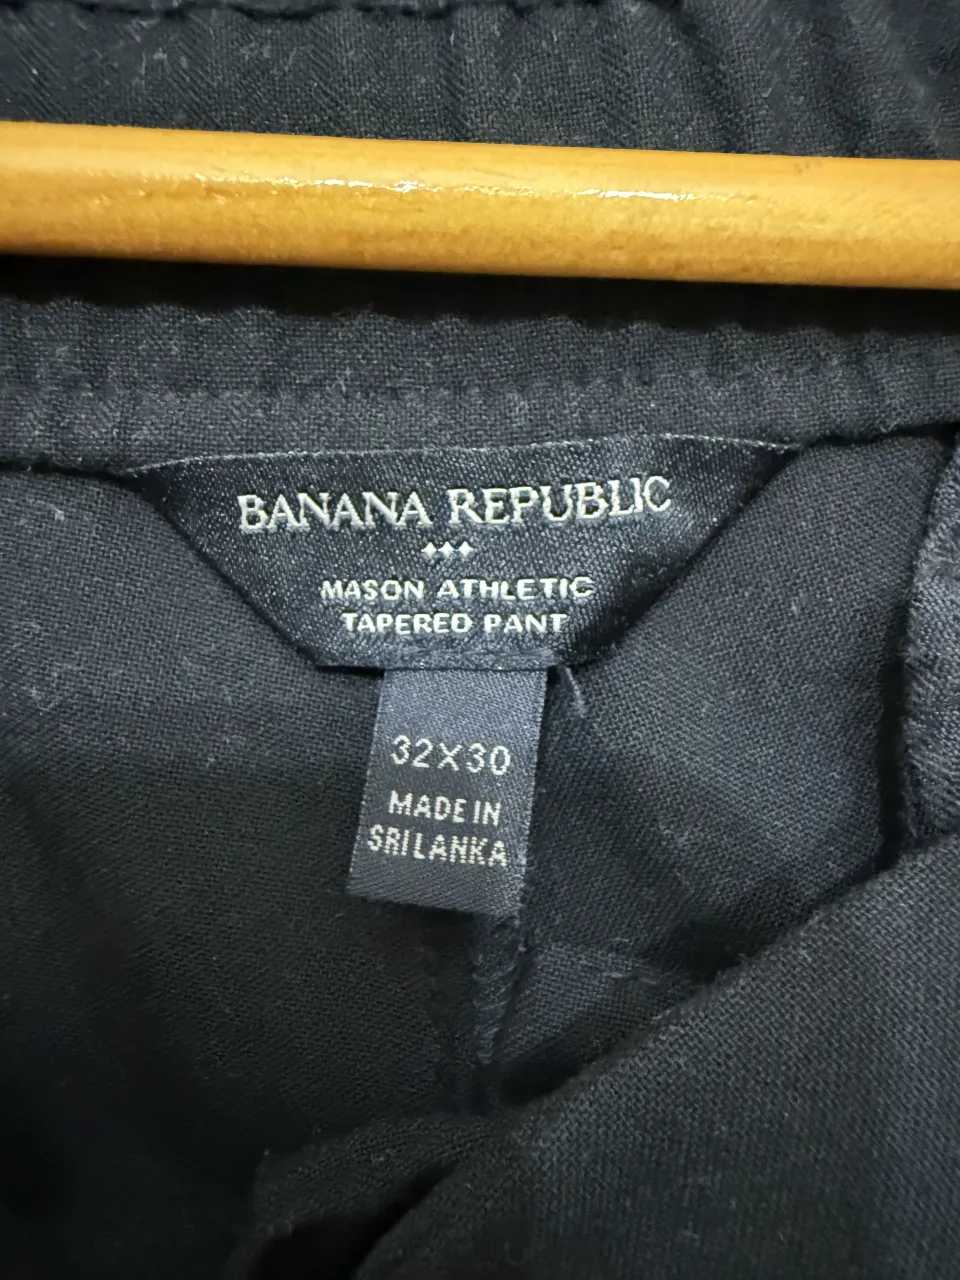 BANANA REPUBLIC
MASON ATHLETIC
TAPERED PANT
32X30
MADE IN
SRI LANKA